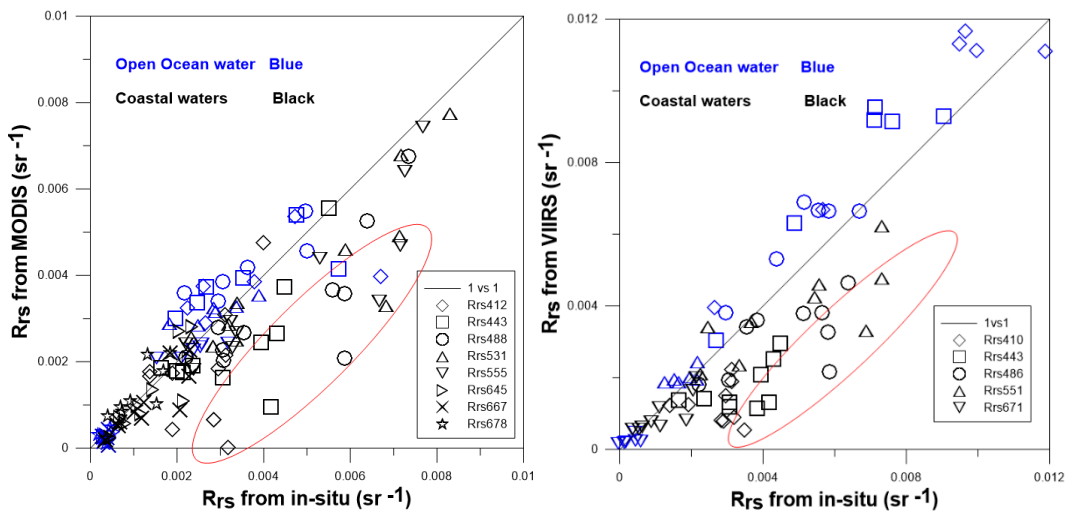 0.01
0.008
0.006
0.004
0.002
0
Rrs from MODIS (sr -1)
Open Ocean water Blue
Coastal waters Black
1 vs 1
Rrs412
Rrs443
Rrs488
Rrs531
Rrs555
Rrs645
Rrs667
Rrs678
0 0.002 0.004 0.006 0.008 0.01
Rrs from in-situ (sr -1)
0.012
0.008
0.004
0
Rrs from VIIRS (sr -1)
Open Ocean water Blue
Coastal waters Black
1vs1
Rrs410
Rrs443
Rrs486
Rrs551
Rrs671
0 0.004 0.008 0.012
Rrs from in-situ (sr -1)